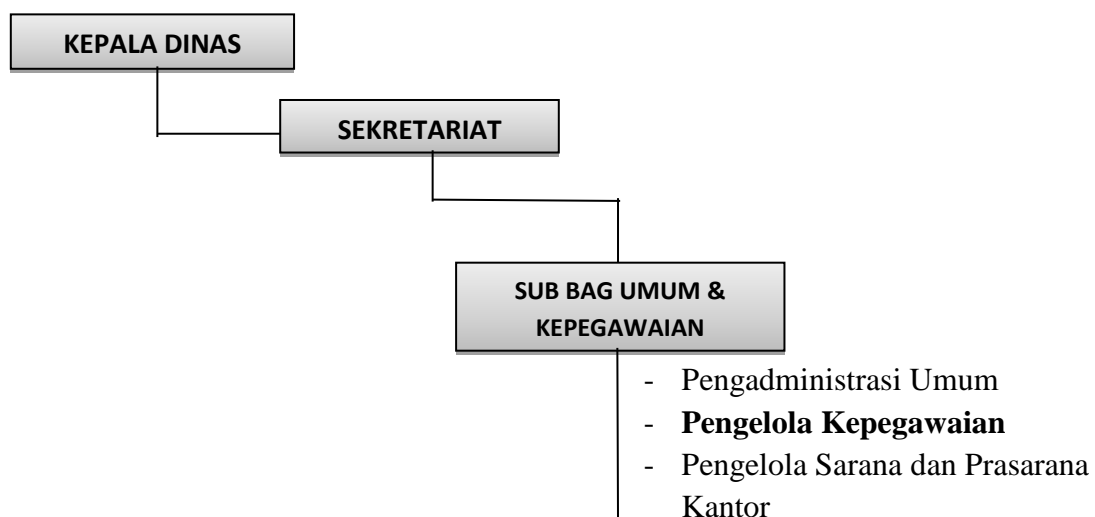 KEPALA DINAS
SEKRETARIAT
SUB BAG UMUM &
KEPEGAWAIAN
- Pengadministrasi Umum
- Pengelola Kepegawaian
- Pengelola Sarana dan Prasarana
Kantor